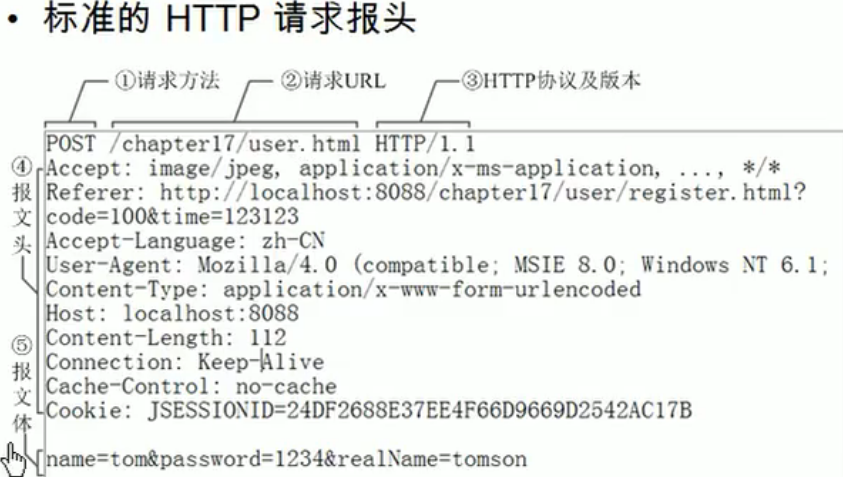 • 标准的 HTTP 请求报头
①请求方法 ②请求URL ③HTTP协议及版本
POST /chapter17/user.html HTTP/1.1
④报文头
Accept: image/jpeg, application/x-ms-application, ..., */*
Referer: http://localhost:8088/chapter17/user/register.html?
code=100&time=123123
Accept-Language: zh-CN
User-Agent: Mozilla/4.0 (compatible; MSIE 8.0; Windows NT 6.1;
Content-Type: application/x-www-form-urlencoded
Host: localhost:8088
Content-Length: 112
Connection: Keep-Alive
Cache-Control: no-cache
Cookie: JSESSIONID=24DF2688E37EE4F66D9669D2542AC17B
⑤报文体
name=tom&password=1234&realName=tomson